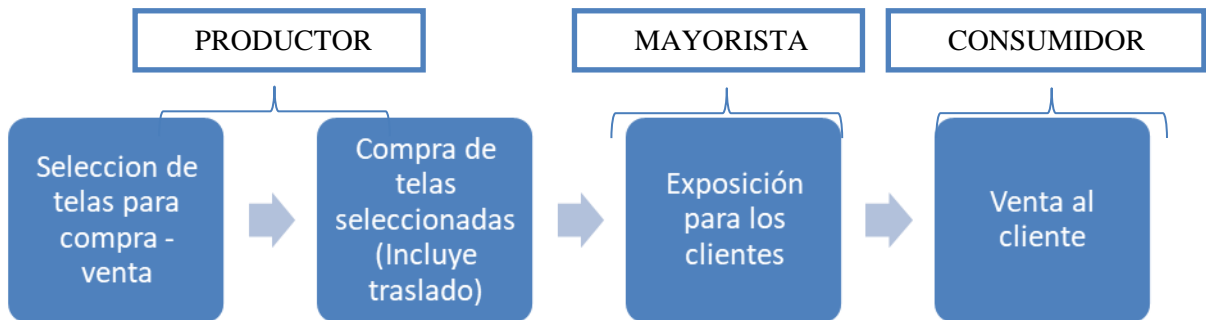 PRODUCTOR
MAYORISTA
CONSUMIDOR
Seleccion de
telas para
compra -
venta
Compra de
telas
seleccionadas
(Incluye
traslado)
Exposición
para los
clientes
Venta al
cliente